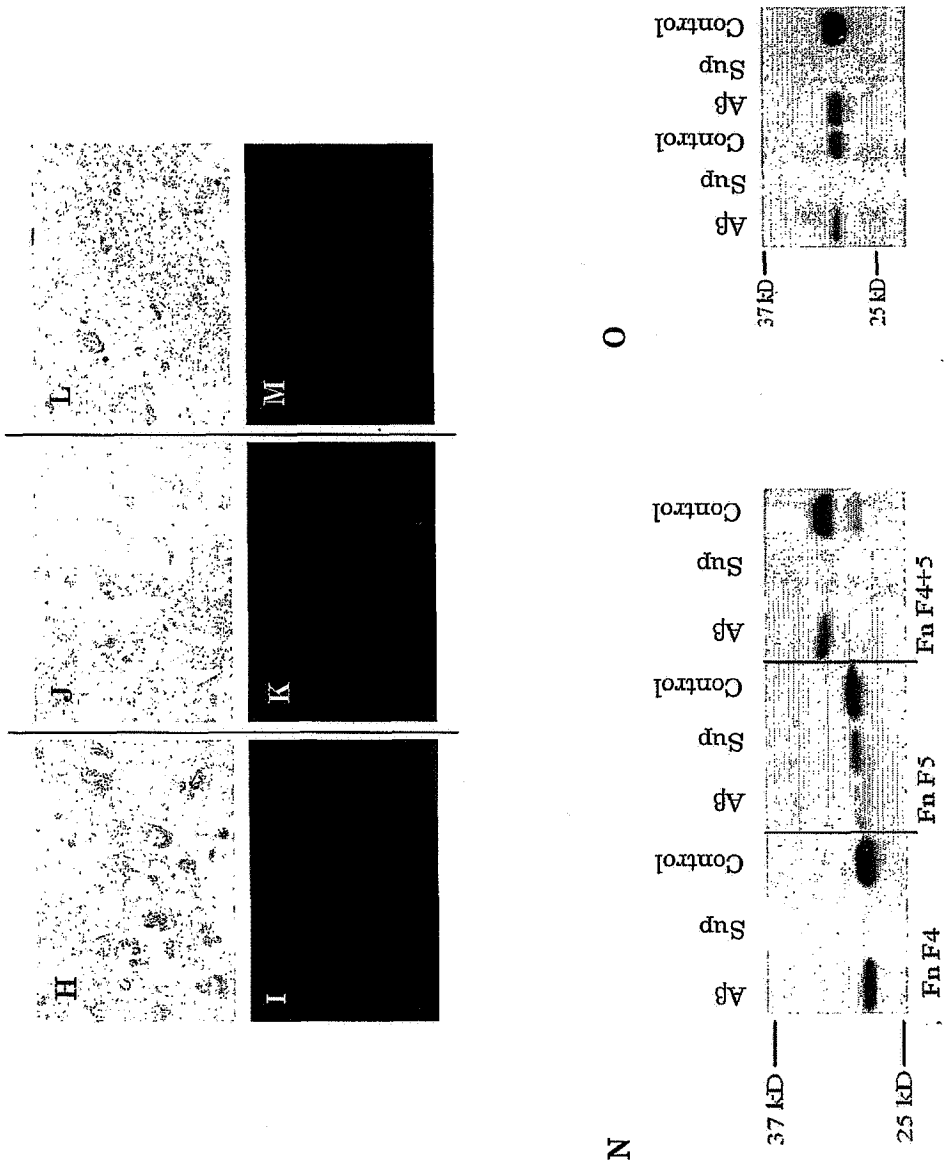 H
J
L
I
K
M
N
37 kD
25 kD
Aβ
Sup
Control
Aβ
Sup
Control
Aβ
Sup
Control
Fn F4
Fn F5
Fn F4+5
O
37 kD
25 kD
Aβ
Sup
Control
Aβ
Sup
Control